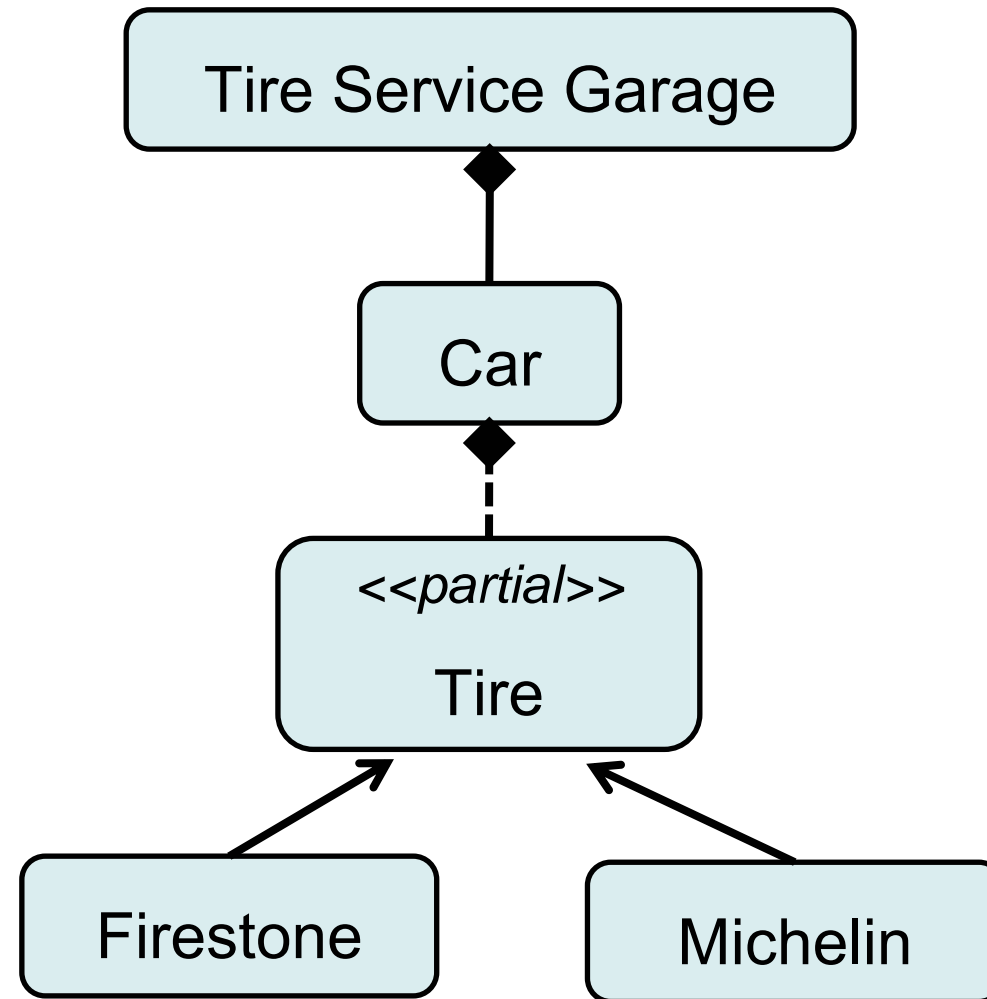 Tire Service Garage
Car
<<partial>>
Tire
Firestone
Michelin